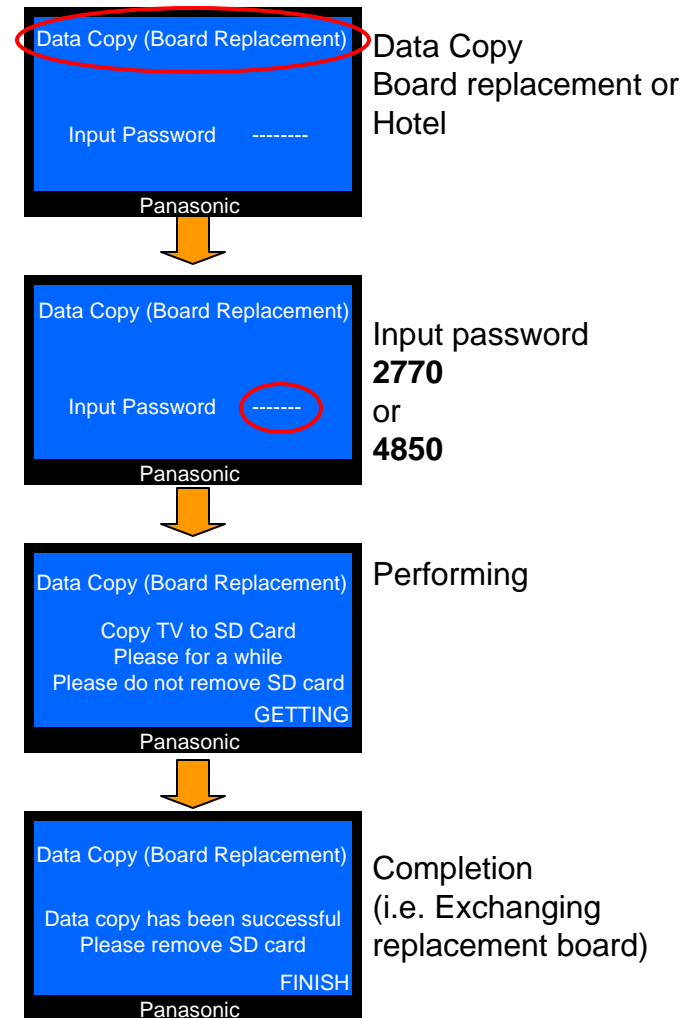 Data Copy (Board Replacement)
Input Password --------
Panasonic
Data Copy
Board replacement or
Hotel
Data Copy (Board Replacement)
Input Password -------
Panasonic
Input password
2770
or
4850
Data Copy (Board Replacement)
Copy TV to SD Card
Please for a while
Please do not remove SD card
GETTING
Panasonic
Performing
Data Copy (Board Replacement)
Data copy has been successful
Please remove SD card
FINISH
Panasonic
Completion
(i.e. Exchanging
replacement board)